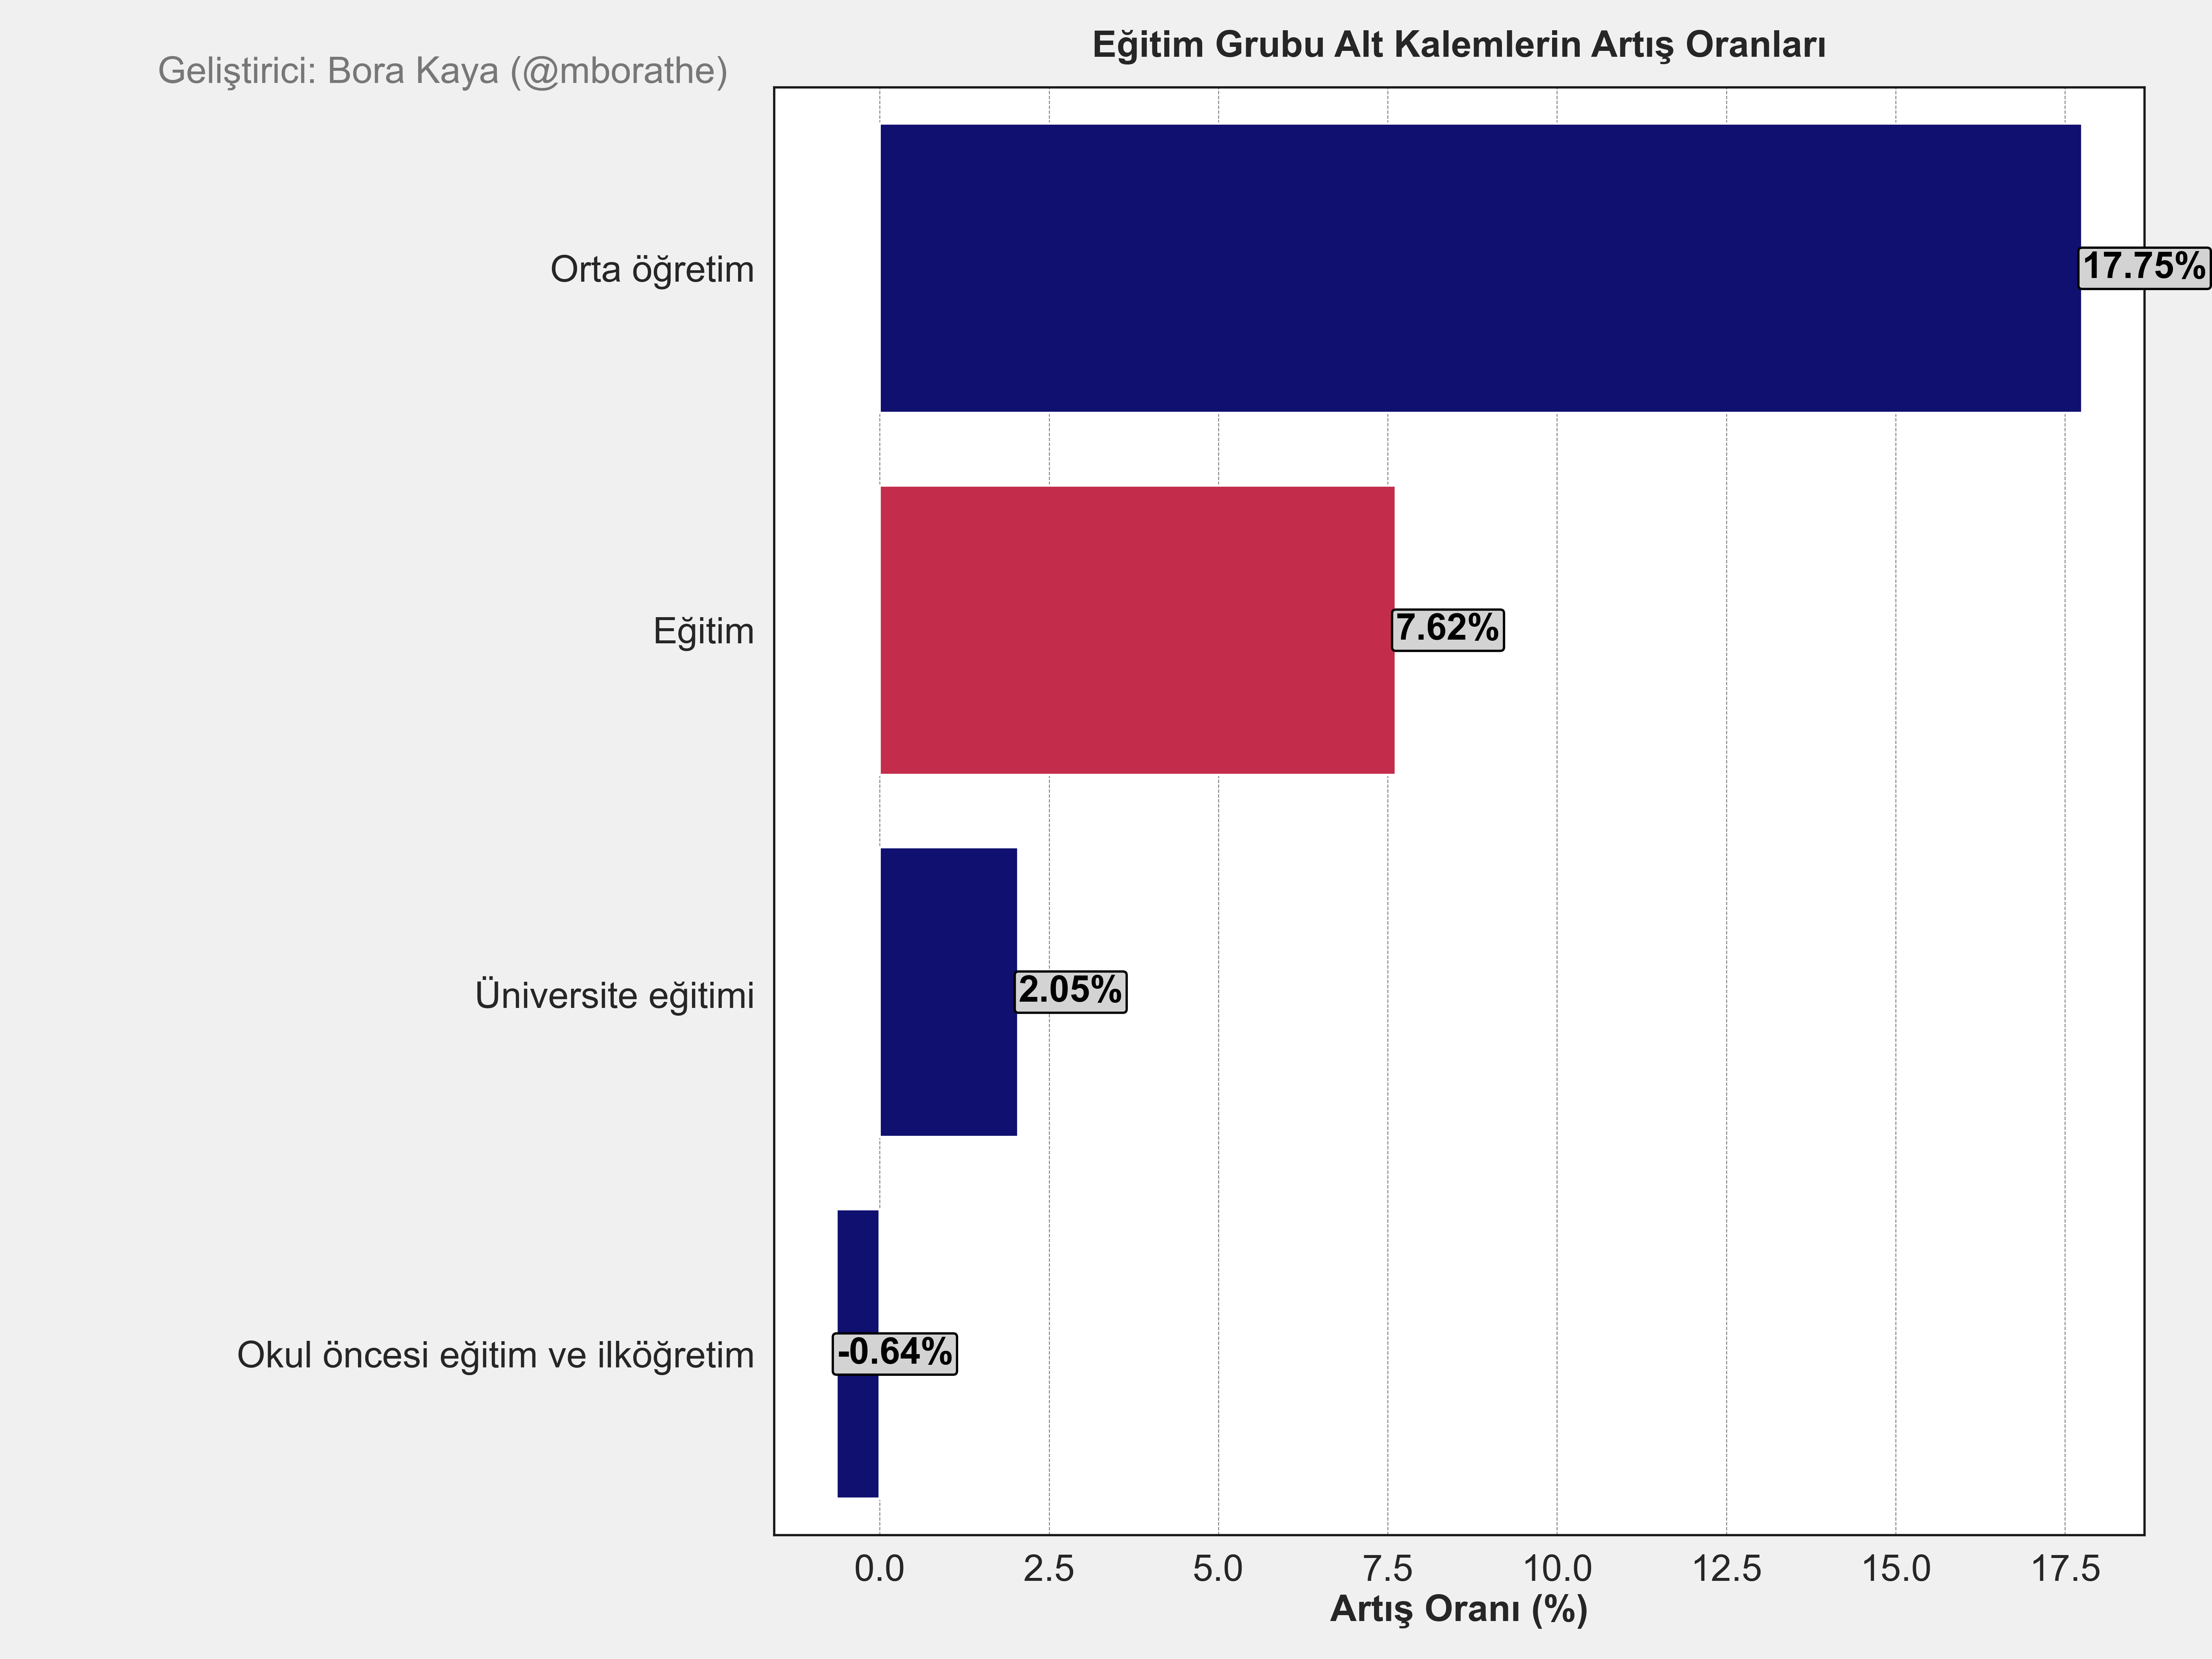 Eğitim Grubu Alt Kalemlerin Artış Oranları
Geliştirici: Bora Kaya (@mborathe)
Orta öğretim
17.75%
Eğitim
7.62%
Üniversite eğitimi
2.05%
Okul öncesi eğitim ve ilköğretim
-0.64%
0.0 2.5 5.0 7.5 10.0 12.5 15.0 17.5
Artış Oranı (%)